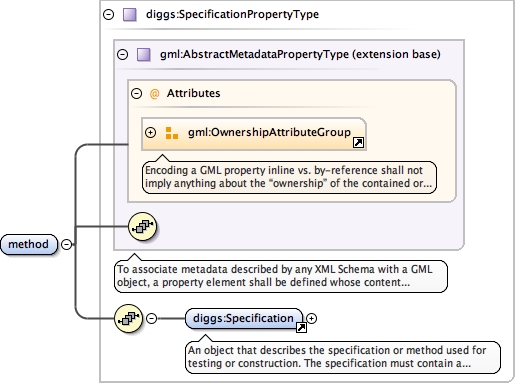 diggs:SpecificationPropertyType
gml:AbstractMetadataPropertyType (extension base)
@ Attributes
gml:OwnershipAttributeGroup
Encoding a GML property inline vs. by-reference shall not
imply anything about the “ownership” of the contained or...
method
To associate metadata described by any XML Schema with a GML
object, a property element shall be defined whose content...
diggs:Specification
An object that describes the specification or method used for
testing or construction. The specification must contain a...